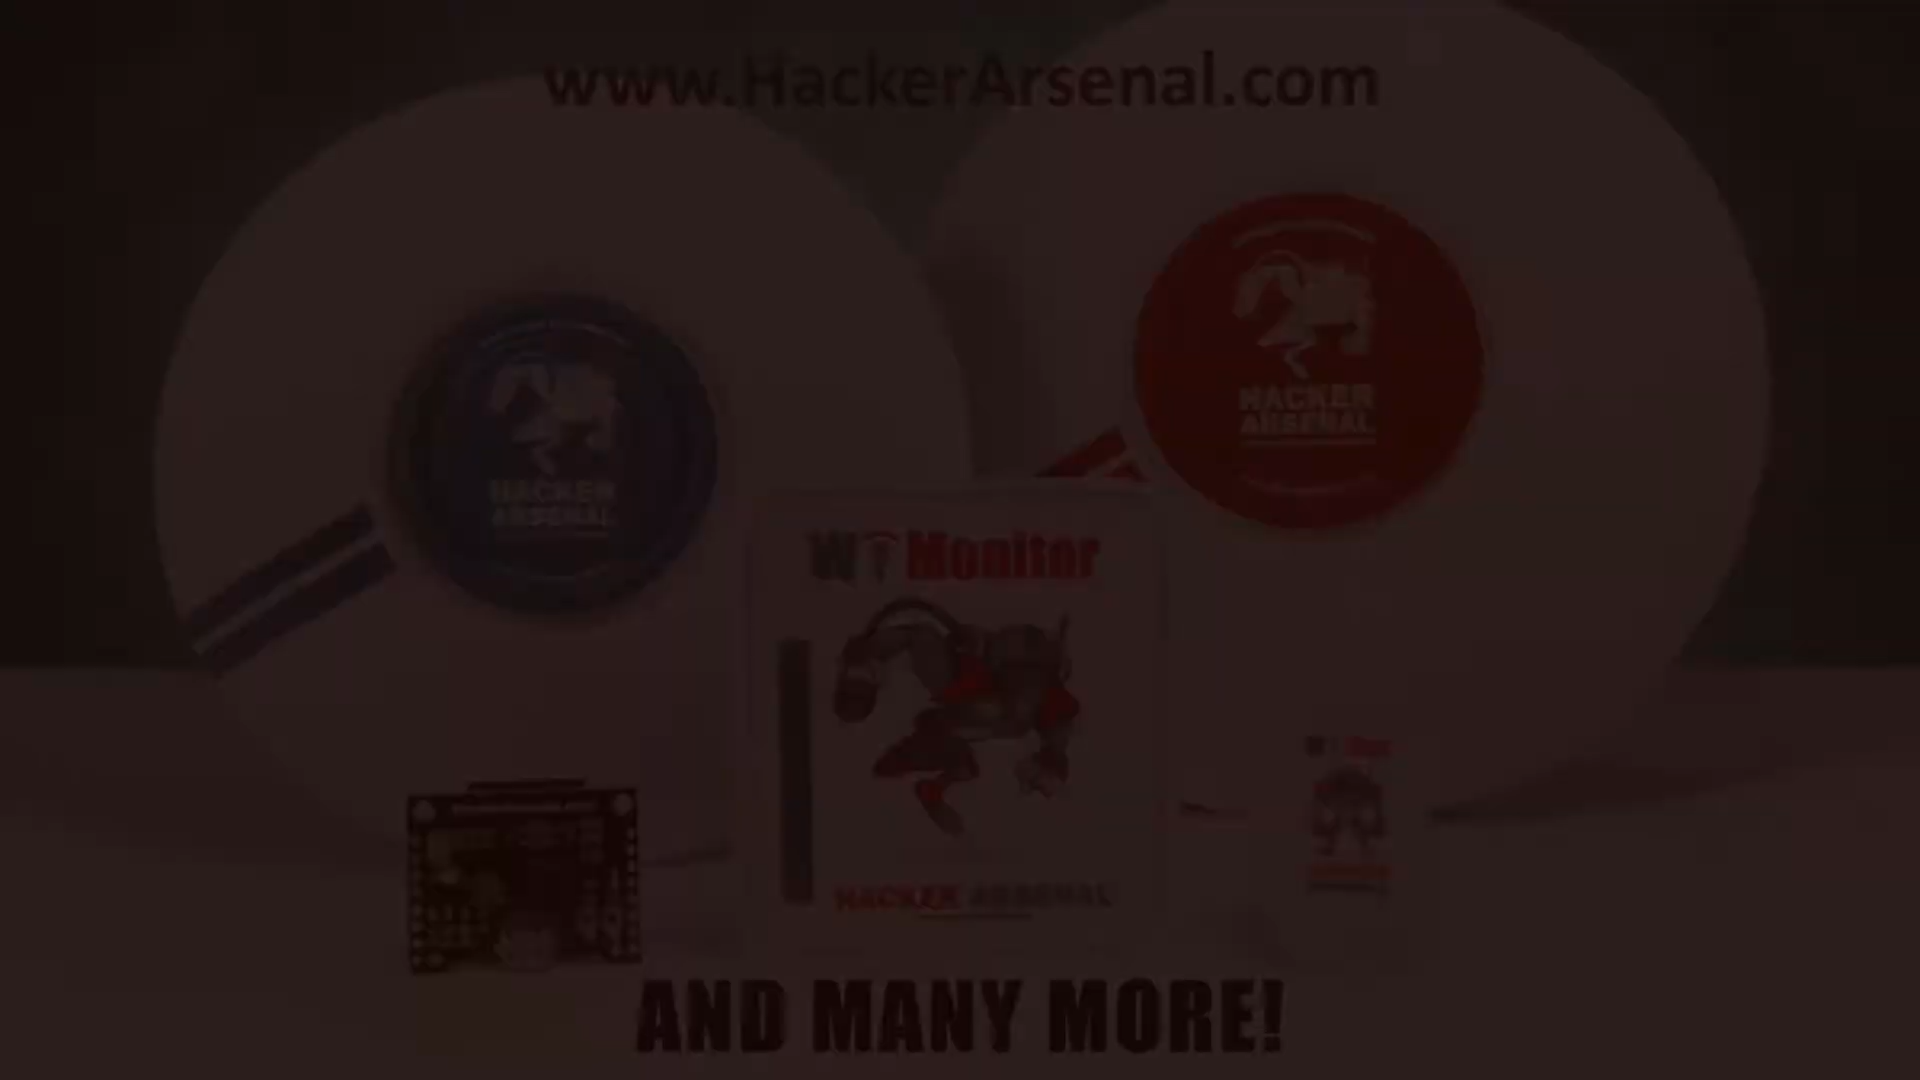 www.HackerArsenal.com
HACKER
ARSENAL
HACKER
ARSENAL
Monitor
HACKER ARSENAL
AND MANY MORE!